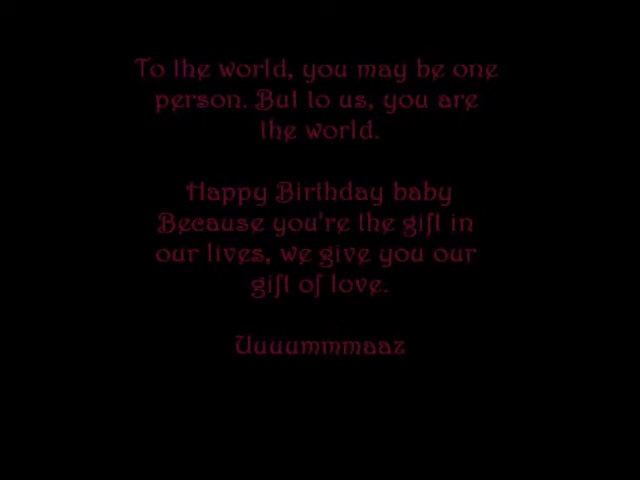 To the world, you may be one
person. But to us, you are
the world.
Happy Birthday baby
Because you're the gift in
our lives, we give you our
gift of love.
Uuuummmaaz